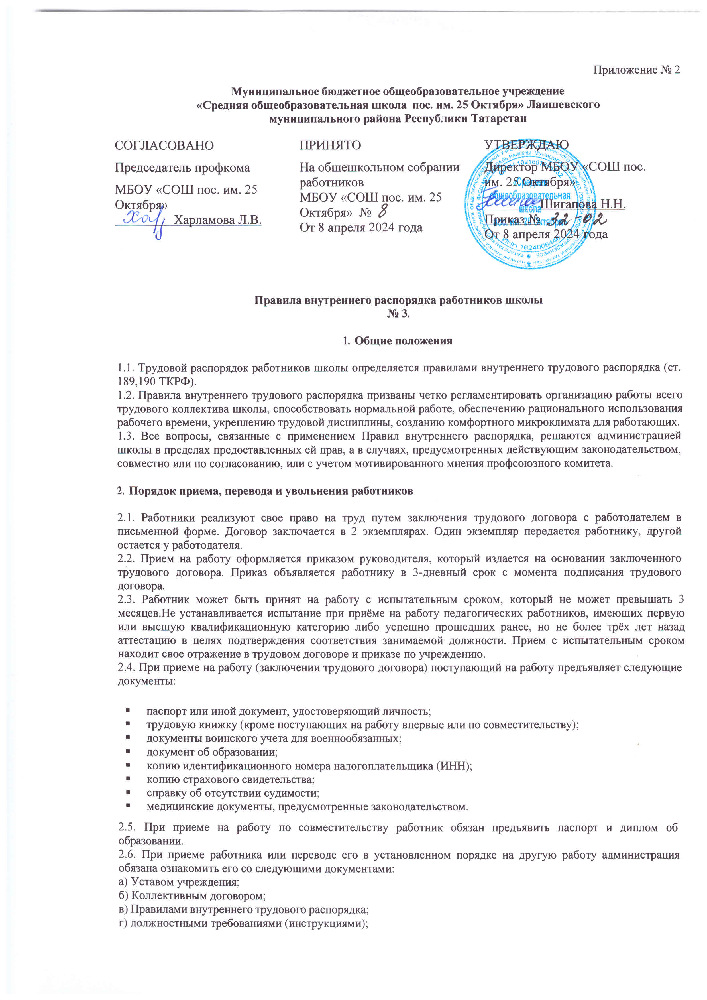 Приложение № 2
Муниципальное бюджетное общеобразовательное учреждение
«Средняя общеобразовательная школа пос. им. 25 Октября» Лаишевского
муниципального района Республики Татарстан
СОГЛАСОВАНО
Председатель профкома
МБОУ «СОШ пос. им. 25
Октября»
Харламова Л.В.
ПРИНЯТО
На общешкольном собрании
работников
МБОУ «СОШ пос. им. 25
Октября» № 8
От 8 апреля 2024 года
УТВЕРЖДАЮ
Директор МБОУ «СОШ пос.
им. 25 Октября»
Шигапова Н.Н.
Приказ № 32-02
От 8 апреля 2024 года
Средняя
общеобразовательная
школа
пос. им. 25 Октября
ИНН 1624006446
Правила внутреннего распорядка работников школы
№ 3.
1. Общие положения
1.1. Трудовой распорядок работников школы определяется правилами внутреннего трудового распорядка (ст.
189,190 ТКРФ).
1.2. Правила внутреннего трудового распорядка призваны четко регламентировать организацию работы всего
трудового коллектива школы, способствовать нормальной работе, обеспечению рационального использования
рабочего времени, укреплению трудовой дисциплины, созданию комфортного микроклимата для работающих.
1.3. Все вопросы, связанные с применением Правил внутреннего распорядка, решаются администрацией
школы в пределах предоставленных ей прав, а в случаях, предусмотренных действующим законодательством,
совместно или по согласованию, или с учетом мотивированного мнения профсоюзного комитета.
2. Порядок приема, перевода и увольнения работников
2.1. Работники реализуют свое право на труд путем заключения трудового договора с работодателем в
письменной форме. Договор заключается в 2 экземплярах. Один экземпляр передается работнику, другой
остается у работодателя.
2.2. Прием на работу оформляется приказом руководителя, который издается на основании заключенного
трудового договора. Приказ объявляется работнику в 3-дневный срок с момента подписания трудового
договора.
2.3. Работник может быть принят на работу с испытательным сроком, который не может превышать 3
месяцев.Не устанавливается испытание при приёме на работу педагогических работников, имеющих первую
или высшую квалификационную категорию либо успешно прошедших ранее, но не более трёх лет назад
аттестацию в целях подтверждения соответствия занимаемой должности. Прием с испытательным сроком
находит свое отражение в трудовом договоре и приказе по учреждению.
2.4. При приеме на работу (заключении трудового договора) поступающий на работу предъявляет следующие
документы:
▪ паспорт или иной документ, удостоверяющий личность;
▪ трудовую книжку (кроме поступающих на работу впервые или по совместительству);
▪ документы воинского учета для военнообязанных;
▪ документ об образовании;
▪ копию идентификационного номера налогоплательщика (ИНН);
▪ копию страхового свидетельства;
▪ справку об отсутствии судимости;
▪ медицинские документы, предусмотренные законодательством.
2.5. При приеме на работу по совместительству работник обязан предъявить паспорт и диплом об
образовании.
2.6. При приеме работника или переводе его в установленном порядке на другую работу администрация
обязана ознакомить его со следующими документами:
а) Уставом учреждения;
б) Коллективным договором;
в) Правилами внутреннего трудового распорядка;
г) должностными требованиями (инструкциями);